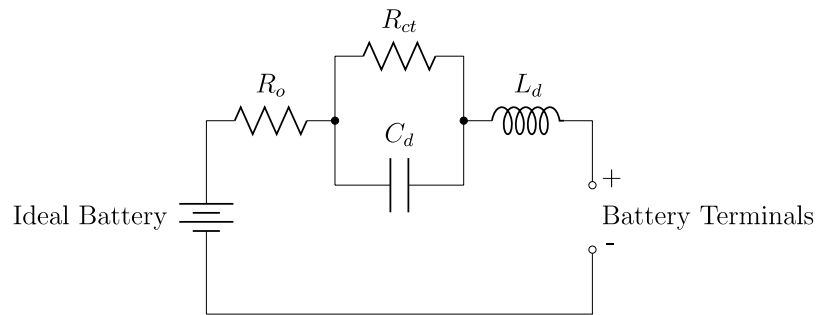 R_ct
R_o
L_d
C_d
+
Ideal Battery
Battery Terminals
-